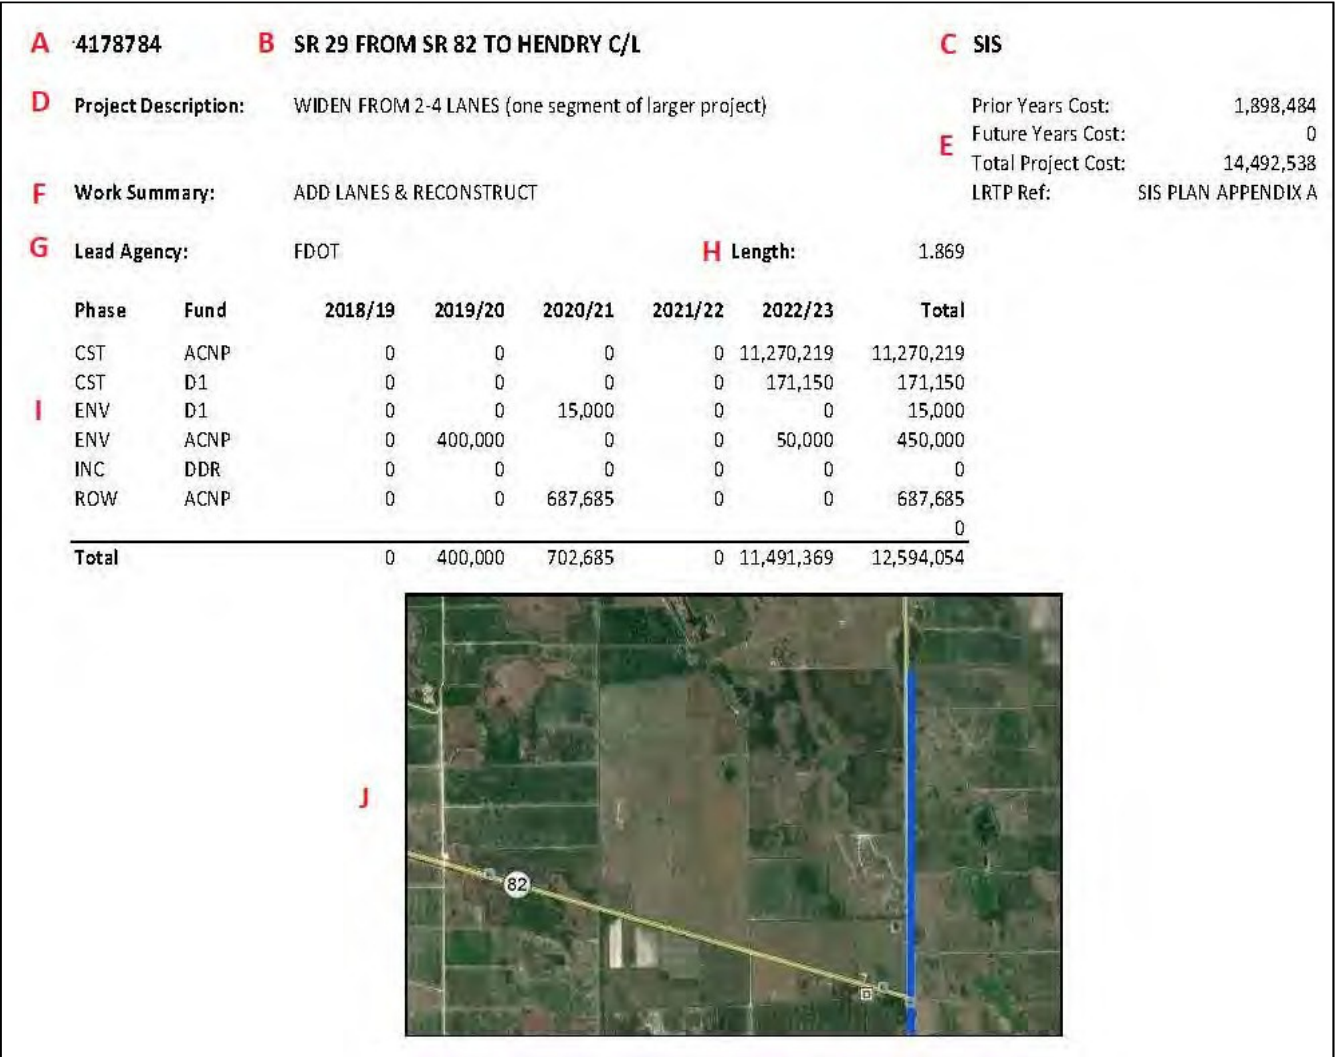 A 4178784 B SR 29 FROM SR 82 TO HENDRY C/L C SIS
D Project Description: WIDEN FROM 2-4 LANES (one segment of larger project) Prior Years Cost: 1,898,484
Future Years Cost: 0
E
Total Project Cost: 14,492,538
F Work Summary: ADD LANES & RECONSTRUCT LRTP Ref: SIS PLAN APPENDIX A
G Lead Agency: FDOT H Length: 1.869
Phase Fund 2018/19 2019/20 2020/21 2021/22 2022/23 Total
CST ACNP 0 0 0 0 11,270,219 11,270,219
CST D1 0 0 0 0 171,150 171,150
I ENV D1 0 0 15,000 0 0 15,000
ENV ACNP 0 400,000 0 0 50,000 450,000
INC DDR 0 0 0 0 0 0
ROW ACNP 0 0 687,685 0 0 687,685
0
Total 0 400,000 702,685 0 11,491,369 12,594,054
J
82